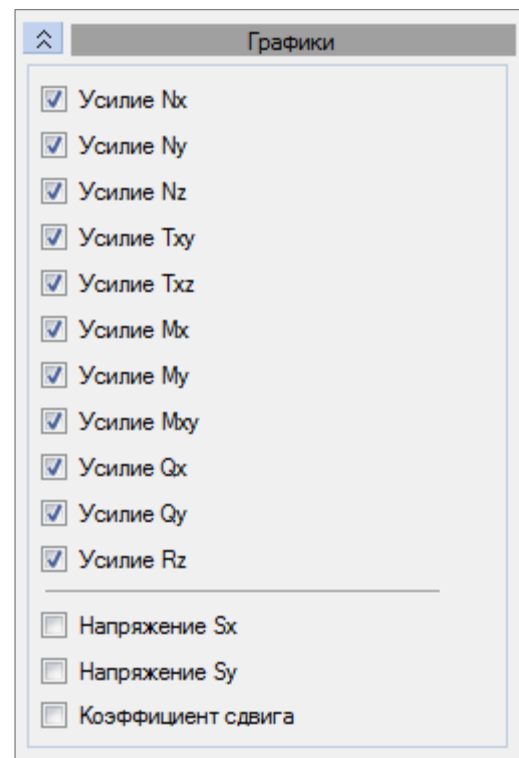 Графики
Усилие Nx
Усилие Ny
Усилие Nz
Усилие Txy
Усилие Txz
Усилие Mx
Усилие My
Усилие Mxy
Усилие Qx
Усилие Qy
Усилие Rz
Напряжение Sx
Напряжение Sy
Коэффициент сдвига